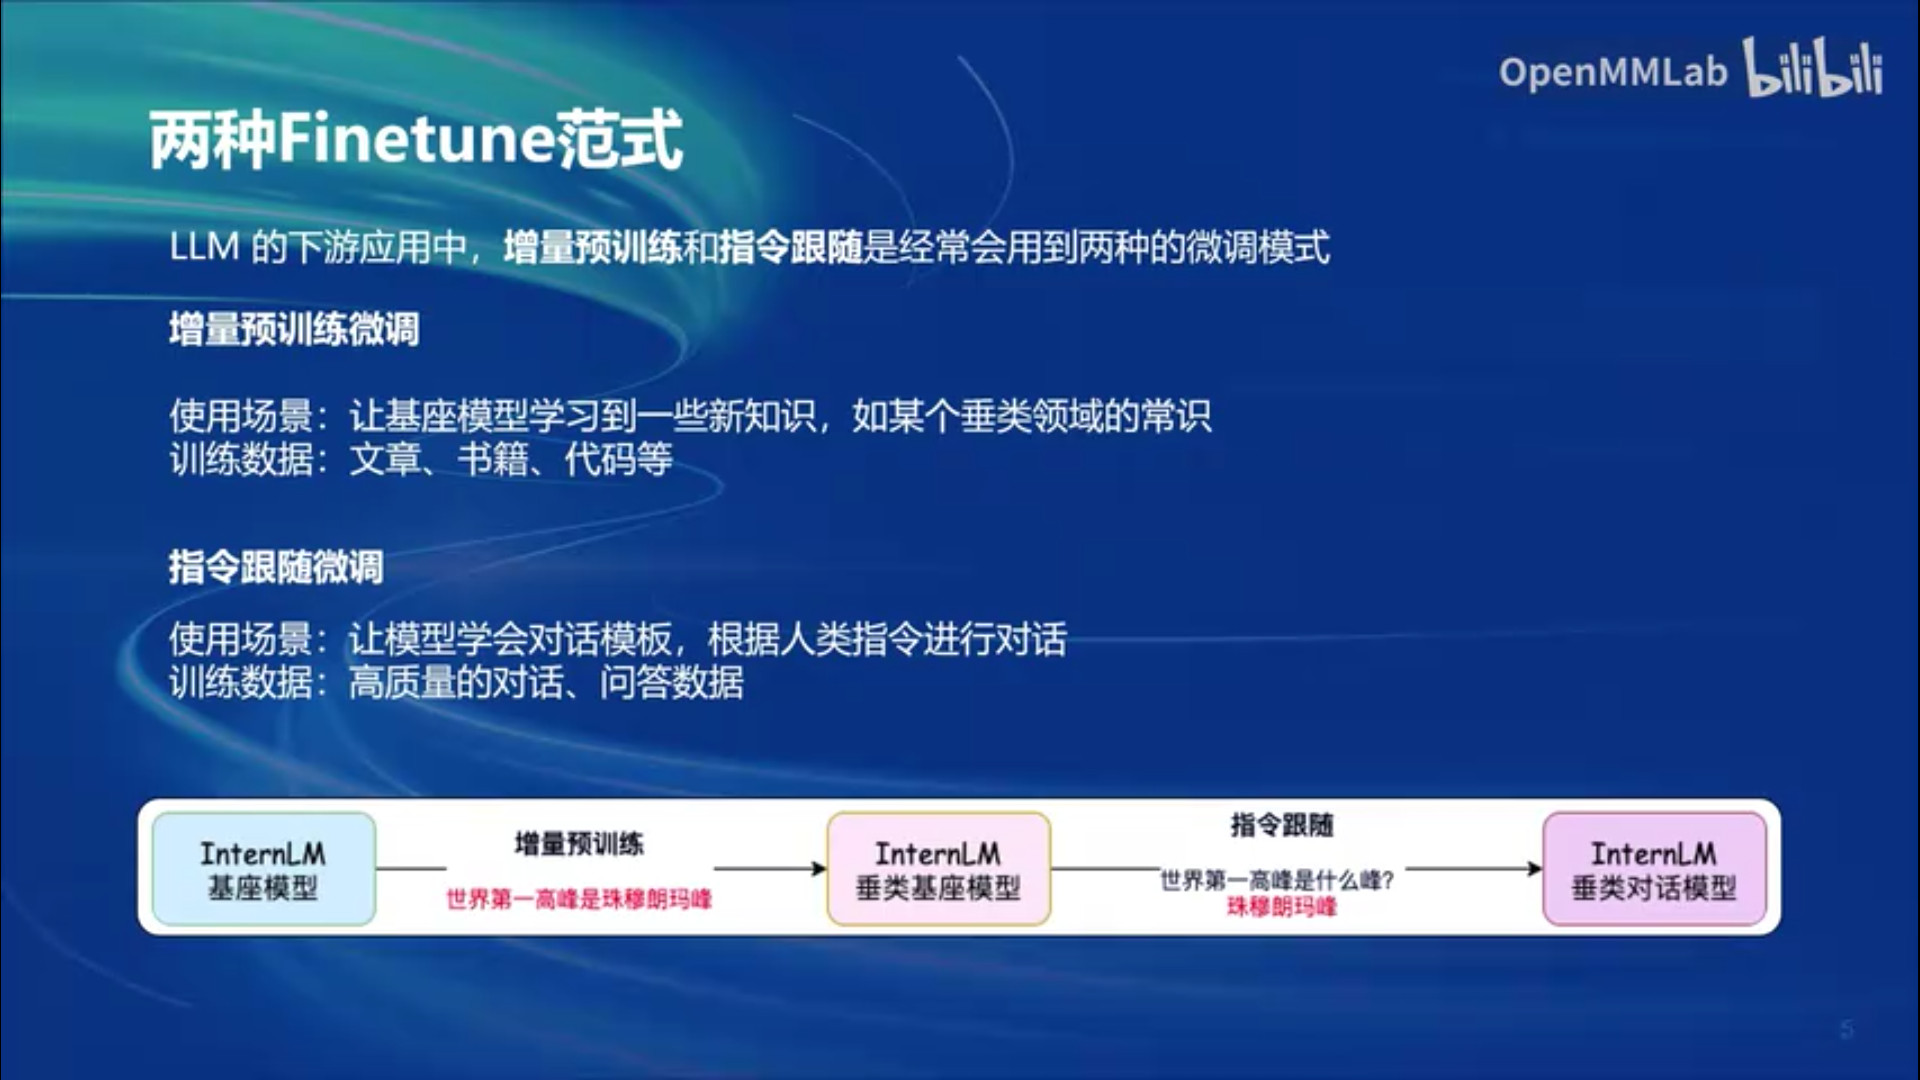 OpenMMLab bilibili
两种Finetune范式
LLM 的下游应用中，增量预训练和指令跟随是经常会用到两种的微调模式
增量预训练微调
使用场景：让基座模型学习到一些新知识，如某个垂类领域的常识
训练数据：文章、书籍、代码等
指令跟随微调
使用场景：让模型学会对话模板，根据人类指令进行对话
训练数据：高质量的对话、问答数据
InternLM
基座模型
增量预训练
世界第一高峰是珠穆朗玛峰
InternLM
垂类基座模型
指令跟随
世界第一高峰是什么峰？
珠穆朗玛峰
InternLM
垂类对话模型
5